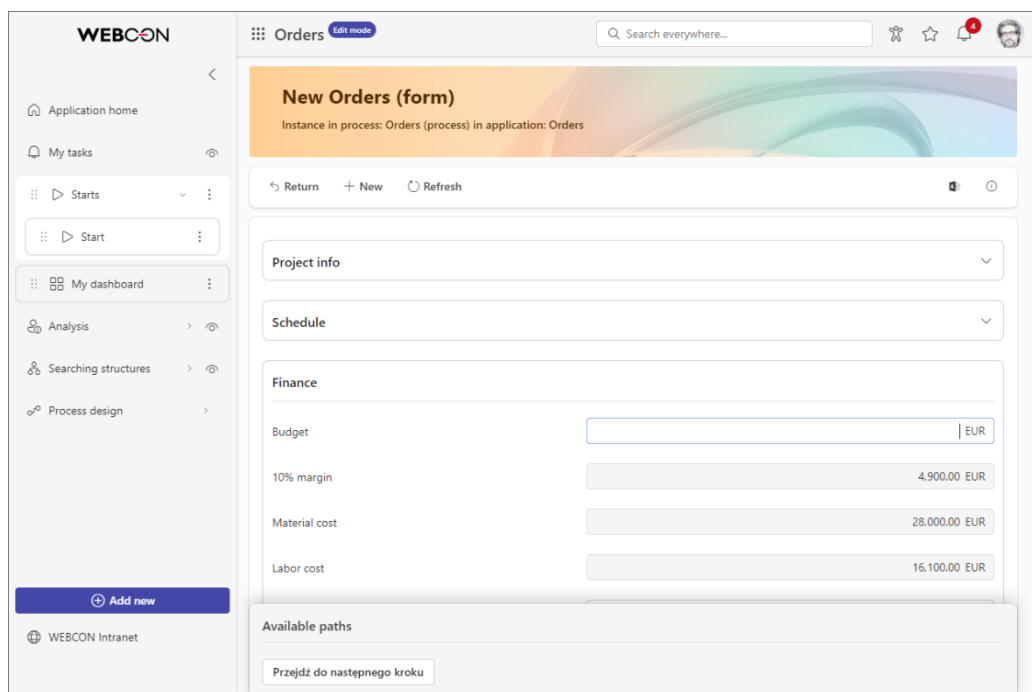 WEBCON
Orders Edit mode
Search everywhere...
4
Application home
My tasks
Starts
Start
My dashboard
Analysis
Searching structures
Process design
Add new
WEBCON Intranet
New Orders (form)
Instance in process: Orders (process) in application: Orders
Return New Refresh
Project info
Schedule
Finance
Budget EUR
10% margin 4,900.00 EUR
Material cost 28,000.00 EUR
Labor cost 16,100.00 EUR
Available paths
Przejdź do następnego kroku